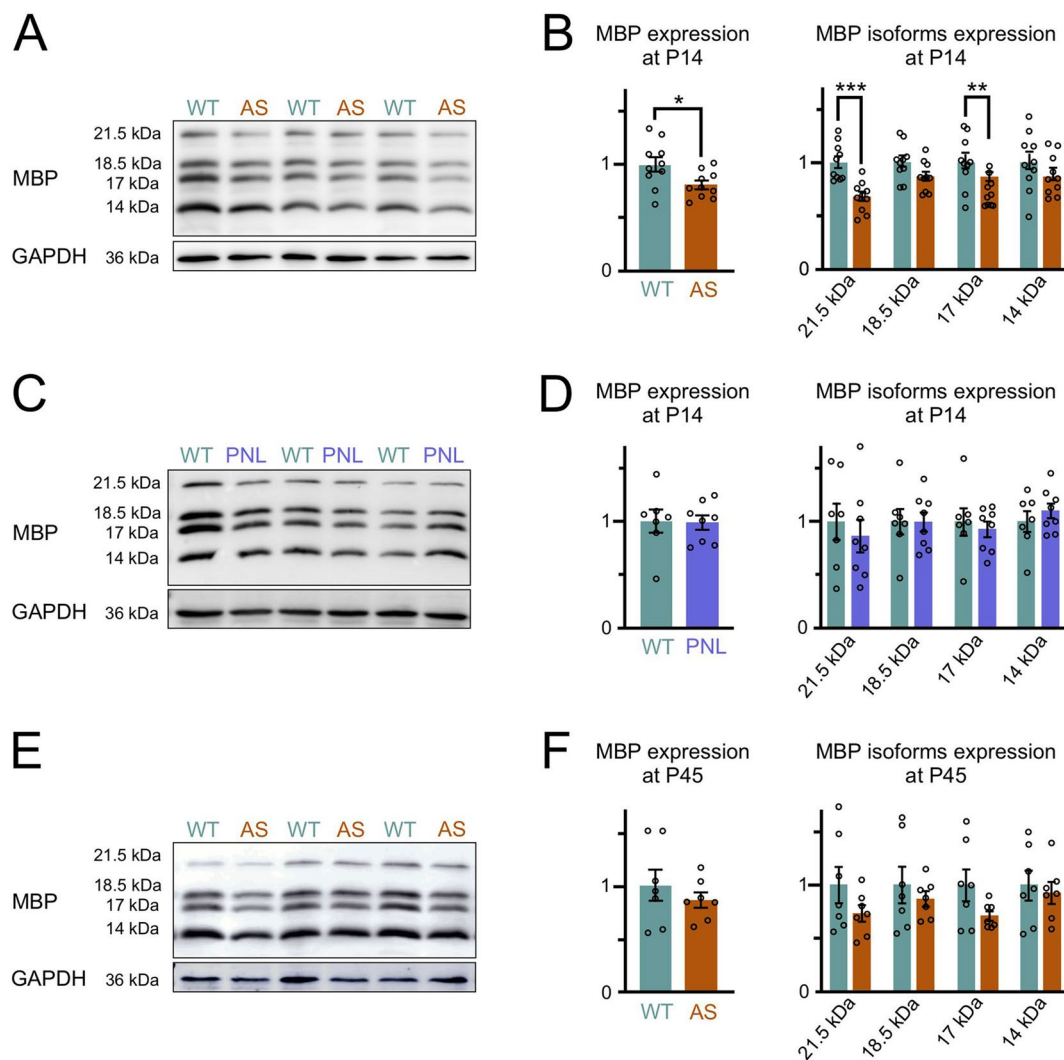 A
WT AS WT AS WT AS
MBP
21.5 kDa
18.5 kDa
17 kDa
14 kDa
GAPDH 36 kDa
B
MBP expression
at P14
*
1
0
WT AS
MBP isoforms expression
at P14
*** **
1
0
21.5 kDa 18.5 kDa 17 kDa 14 kDa
C
WT PNL WT PNL WT PNL
MBP
21.5 kDa
18.5 kDa
17 kDa
14 kDa
GAPDH 36 kDa
D
MBP expression
at P14
1
0
WT PNL
MBP isoforms expression
at P14
1
0
21.5 kDa 18.5 kDa 17 kDa 14 kDa
E
WT AS WT AS WT AS
MBP
21.5 kDa
18.5 kDa
17 kDa
14 kDa
GAPDH 36 kDa
F
MBP expression
at P45
1
0
WT AS
MBP isoforms expression
at P45
1
0
21.5 kDa 18.5 kDa 17 kDa 14 kDa